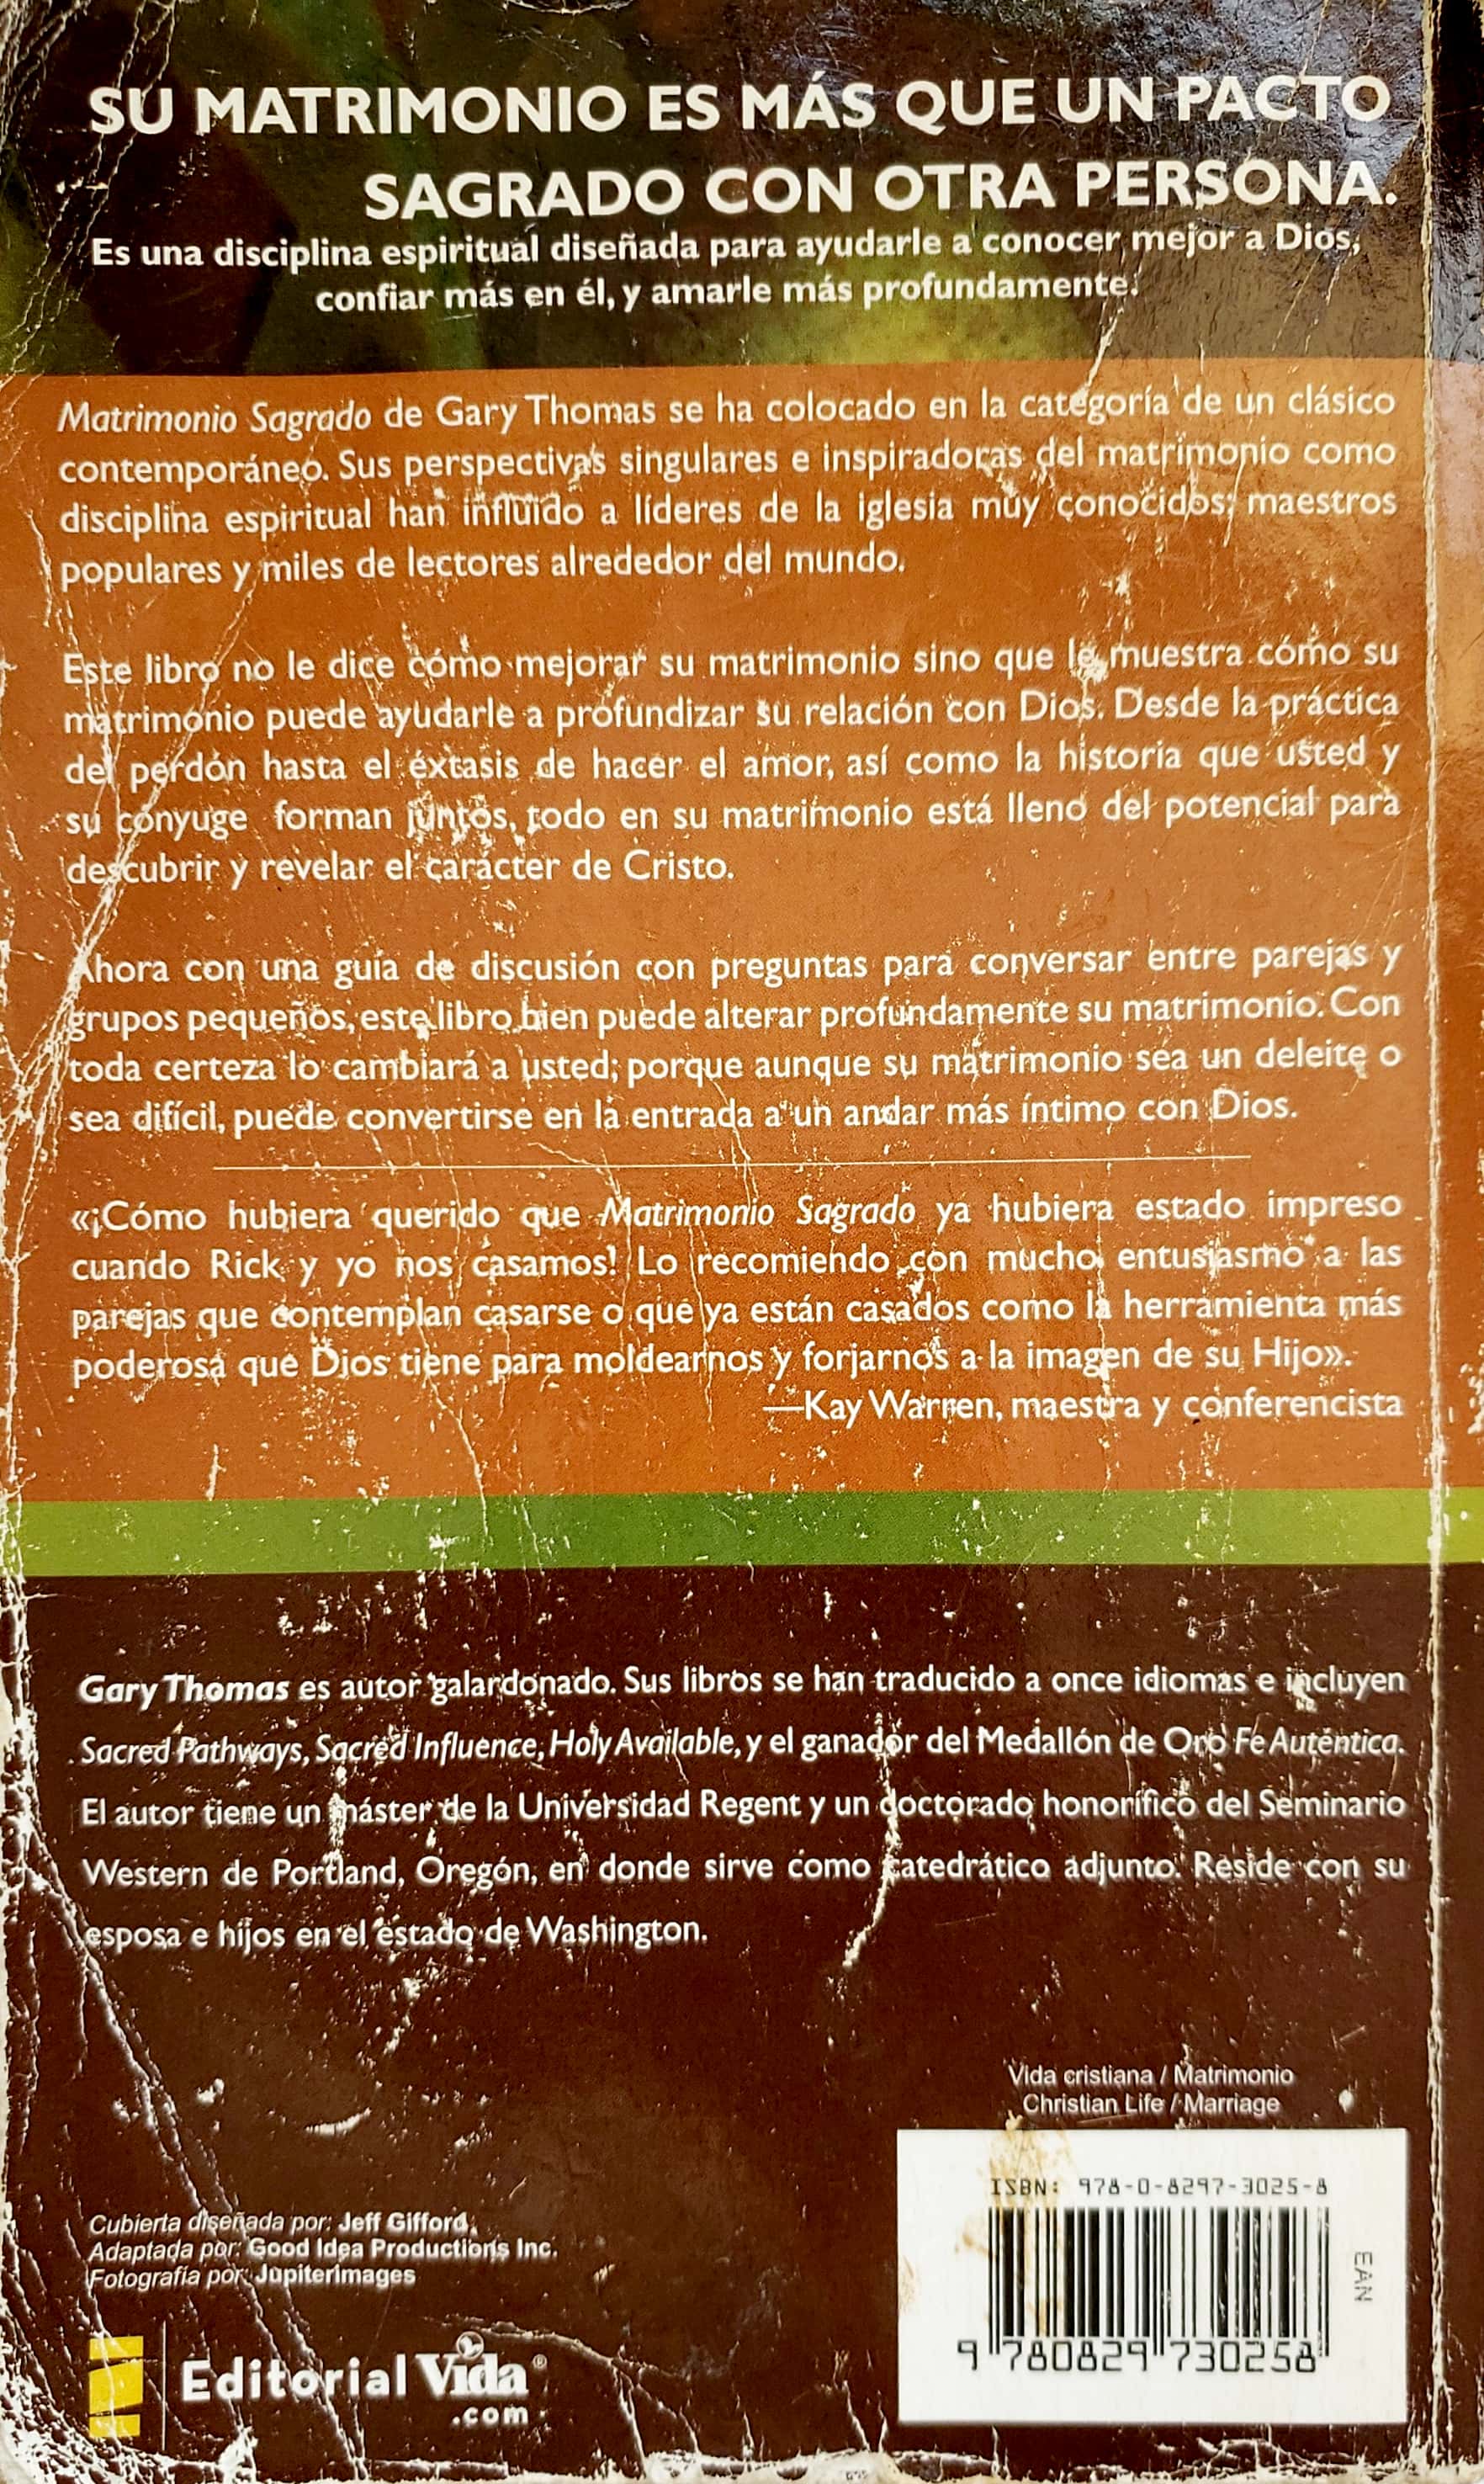 SU MATRIMONIO ES MÁS QUE UN PACTO
SAGRADO CON OTRA PERSONA.
Es una disciplina espiritual diseñada para ayudarle a conocer mejor a Dios,
confiar más en él, y amarle más profundamente.
Matrimonio Sagrado de Gary Thomas se ha colocado en la categoría de un clásico
contemporáneo. Sus perspectivas singulares e inspiradoras del matrimonio como
disciplina espiritual han influido a líderes de la iglesia muy conocidos; maestros
populares y miles de lectores alrededor del mundo.
Este libro no le dice cómo mejorar su matrimonio sino que le muestra cómo su
matrimonio puede ayudarle a profundizar su relación con Dios. Desde la práctica
del perdón hasta el éxtasis de hacer el amor, así como la historia que usted y
su cónyuge forman juntos, todo en su matrimonio está lleno del potencial para
descubrir y revelar el carácter de Cristo.
Ahora con una guía de discusión con preguntas para conversar entre parejas y
grupos pequeños, este libro bien puede alterar profundamente su matrimonio. Con
toda certeza lo cambiará a usted; porque aunque su matrimonio sea un deleite o
sea difícil, puede convertirse en la entrada a un andar más íntimo con Dios.
«¡Cómo hubiera querido que Matrimonio Sagrado ya hubiera estado impreso
cuando Rick y yo nos casamos! Lo recomiendo con mucho entusiasmo a las
parejas que contemplan casarse o que ya están casados como la herramienta más
poderosa que Dios tiene para moldearnos y forjarnos a la imagen de su Hijo».
—Kay Warren, maestra y conferencista
Gary Thomas es autor galardonado. Sus libros se han traducido a once idiomas e incluyen
Sacred Pathways, Sacred Influence, Holy Available, y el ganador del Medallón de Oro Fe Auténtica.
El autor tiene un máster de la Universidad Regent y un doctorado honorífico del Seminario
Western de Portland, Oregón, en donde sirve como catedrático adjunto. Reside con su
esposa e hijos en el estado de Washington.
Vida cristiana / Matrimonio
Christian Life / Marriage
ISBN: 978-0-8297-3025-8
EAN
9 780829 730258
Cubierta diseñada por: Jeff Gifford
Adaptada por: Good Idea Productions Inc.
Fotografía por: Jupiterimages
Editorial Vida®
.com